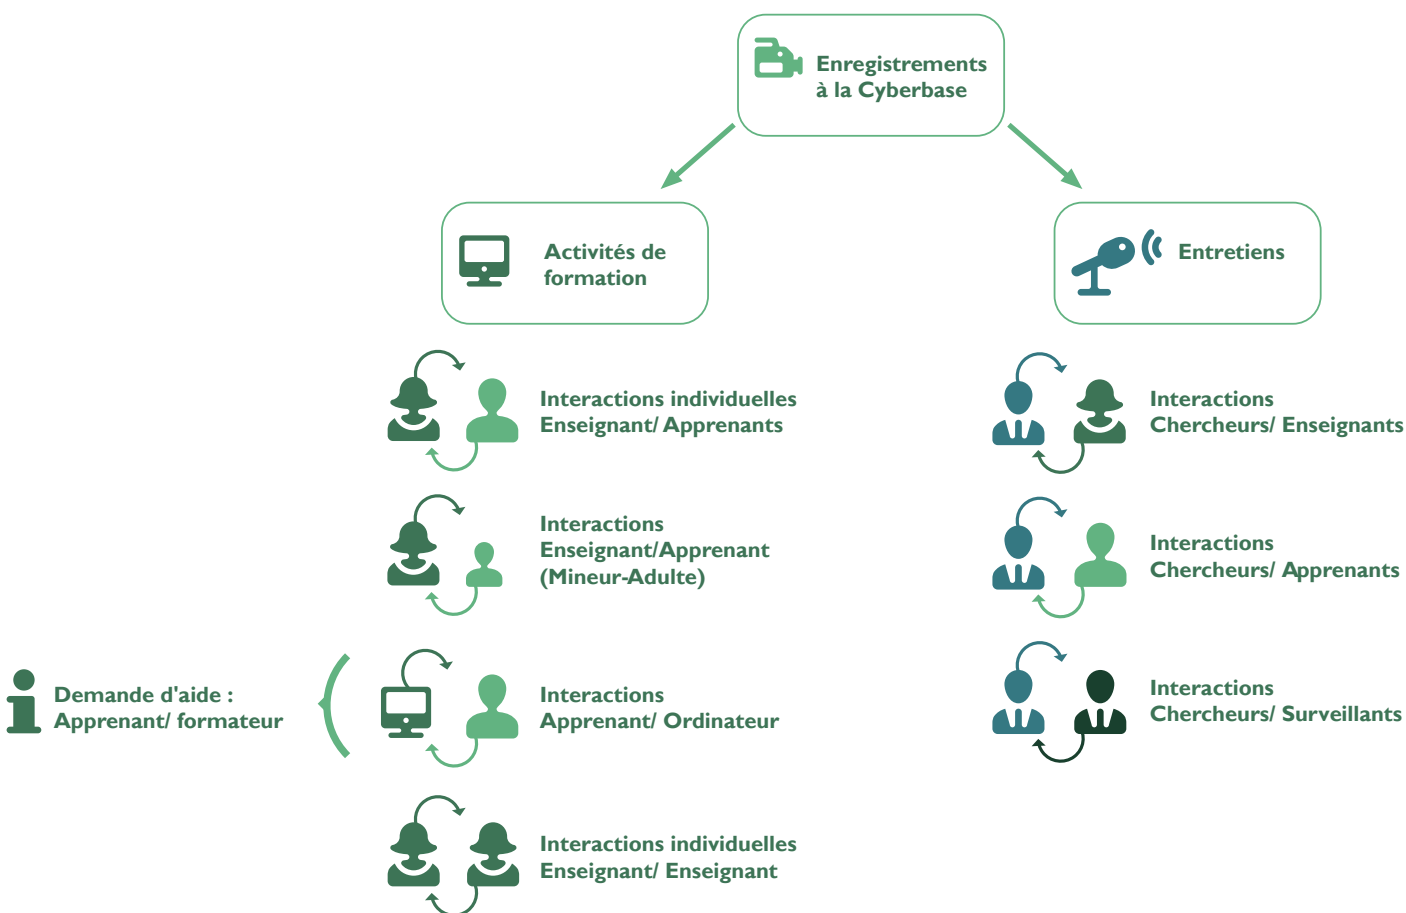 Enregistrements
à la Cyberbase
Activités de
formation
Entretiens
Interactions individuelles
Enseignant/ Apprenants
Interactions
Enseignant/Apprenant
(Mineur-Adulte)
Demande d'aide :
Apprenant/ formateur
Interactions
Apprenant/ Ordinateur
Interactions individuelles
Enseignant/ Enseignant
Interactions
Chercheurs/ Enseignants
Interactions
Chercheurs/ Apprenants
Interactions
Chercheurs/ Surveillants